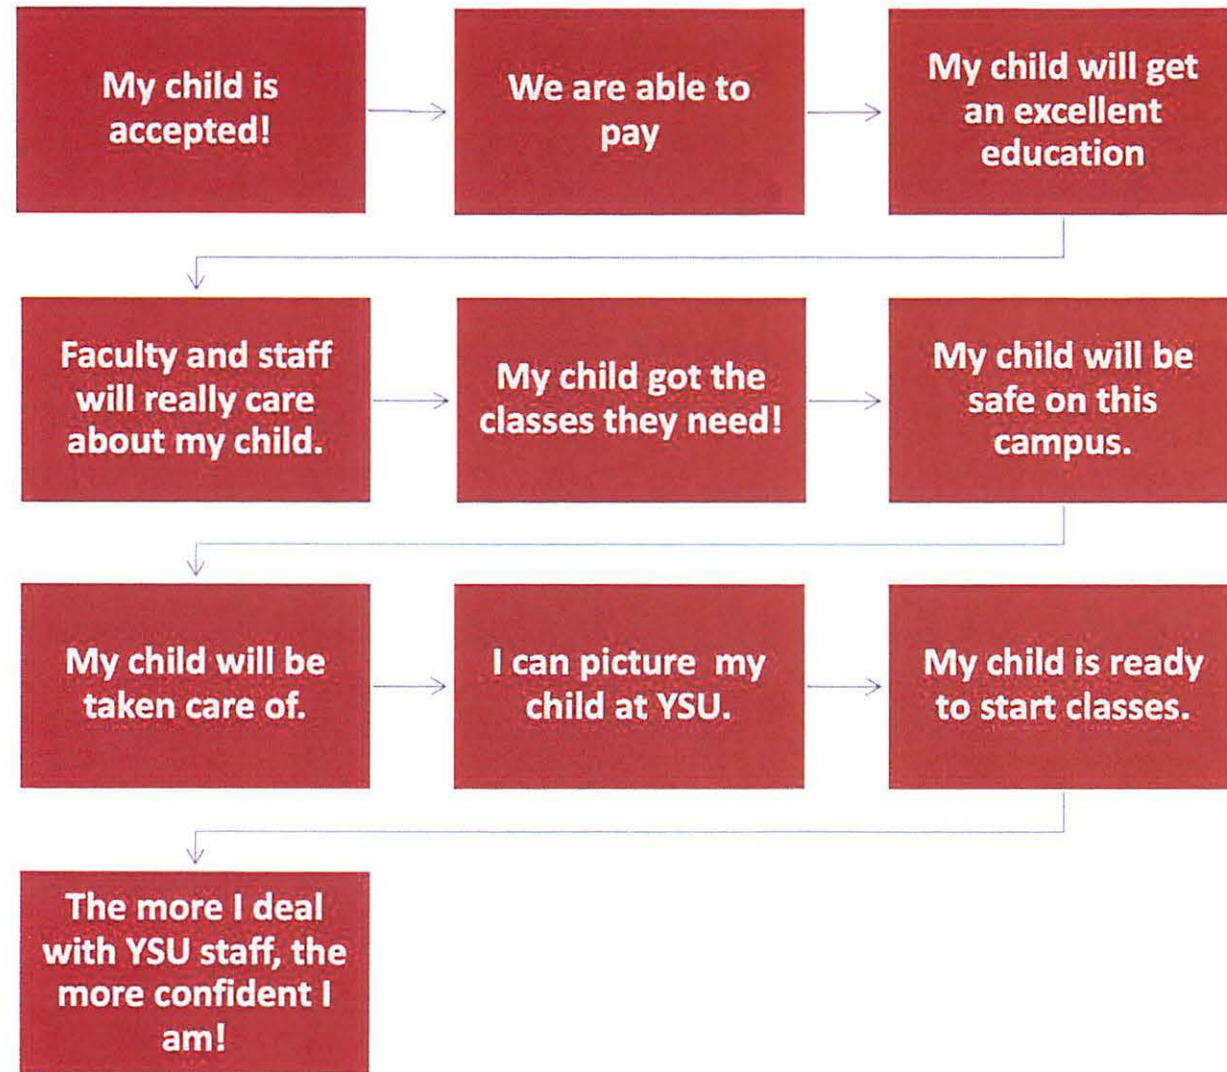 My child is
accepted!
We are able to
pay
My child will get
an excellent
education
Faculty and staff
will really care
about my child.
My child got the
classes they need!
My child will be
safe on this
campus.
My child will be
taken care of.
I can picture my
child at YSU.
My child is ready
to start classes.
The more I deal
with YSU staff, the
more confident I
am!